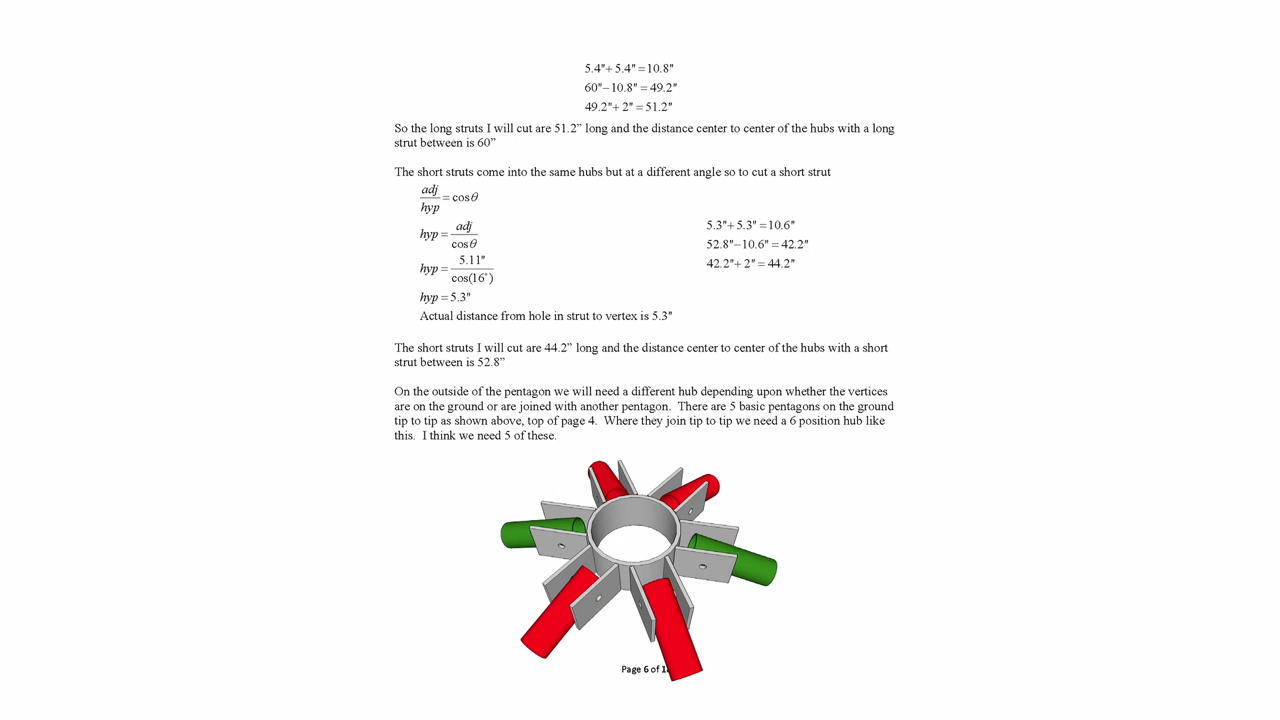 5.4"+ 5.4" = 10.8"
60"− 10.8" = 49.2"
49.2"+ 2" = 51.2"
So the long struts I will cut are 51.2” long and the distance center to center of the hubs with a long
strut between is 60”
The short struts come into the same hubs but at a different angle so to cut a short strut
adj/hyp = cosθ
hyp = adj/cosθ
hyp = 5.11"/cos(16°)
hyp = 5.3"
Actual distance from hole in strut to vertex is 5.3"
5.3"+ 5.3" = 10.6"
52.8"− 10.6" = 42.2"
42.2"+ 2" = 44.2"
The short struts I will cut are 44.2” long and the distance center to center of the hubs with a short
strut between is 52.8”
On the outside of the pentagon we will need a different hub depending upon whether the vertices
are on the ground or are joined with another pentagon.  There are 5 basic pentagons on the ground
tip to tip as shown above, top of page 4.  Where they join tip to tip we need a 6 position hub like
this.  I think we need 5 of these.
Page 6 of